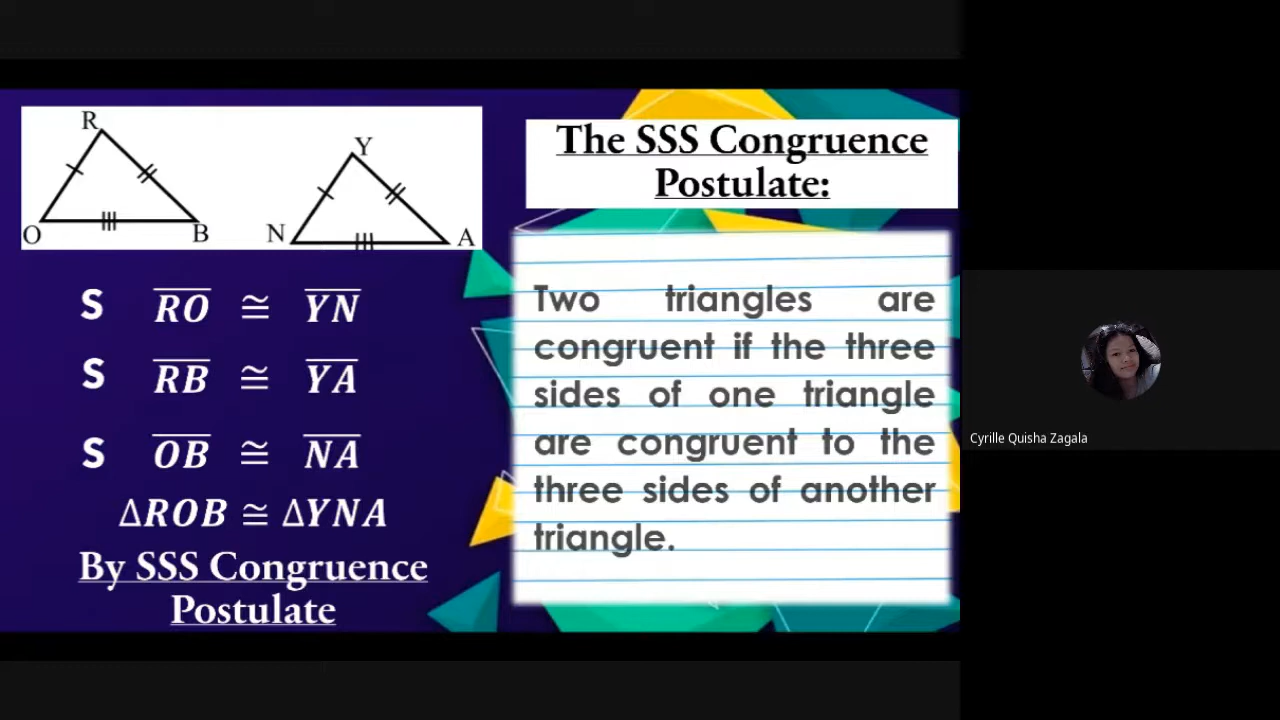 R
Y
O
B
N
A
S RO ≅ YN
S RB ≅ YA
S OB ≅ NA
ΔROB ≅ ΔYNA
By SSS Congruence
Postulate
The SSS Congruence
Postulate:
Two triangles are
congruent if the three
sides of one triangle
are congruent to the
three sides of another
triangle.
Cyrille Quisha Zagala